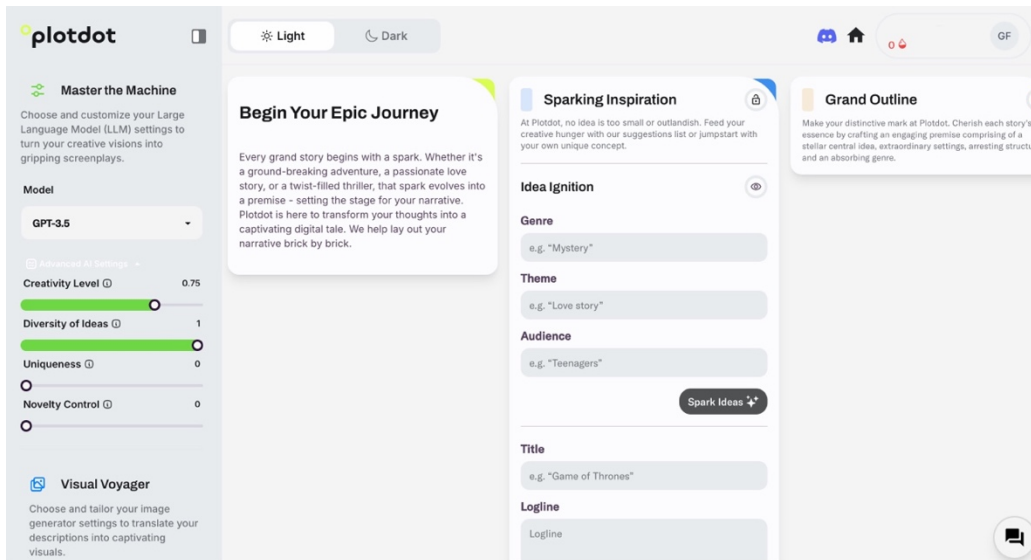 plotdot
Light
Dark
0
GF
Master the Machine
Choose and customize your Large
Language Model (LLM) settings to
turn your creative visions into
gripping screenplays.
Model
GPT-3.5
Advanced AI Settings
Creativity Level
0.75
Diversity of Ideas
1
Uniqueness
0
Novelty Control
0
Visual Voyager
Choose and tailor your image
generator settings to translate your
descriptions into captivating
visuals.
Begin Your Epic Journey
Every grand story begins with a spark. Whether it's
a ground-breaking adventure, a passionate love
story, or a twist-filled thriller, that spark evolves into
a premise - setting the stage for your narrative.
Plotdot is here to transform your thoughts into a
captivating digital tale. We help lay out your
narrative brick by brick.
Sparking Inspiration
At Plotdot, no idea is too small or outlandish. Feed your
creative hunger with our suggestions list or jumpstart with
your own unique concept.
Idea Ignition
Genre
e.g. "Mystery"
Theme
e.g. "Love story"
Audience
e.g. "Teenagers"
Spark Ideas
Title
e.g. "Game of Thrones"
Logline
Logline
Grand Outline
Make your distinctive mark at Plotdot. Cherish each story's
essence by crafting an engaging premise comprising of a
stellar central idea, extraordinary settings, arresting structu
and an absorbing genre.